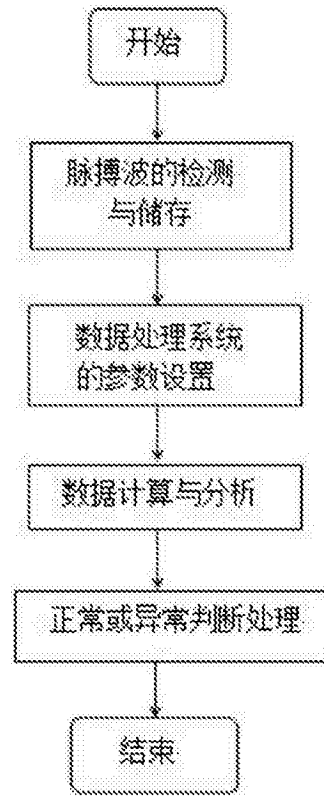 开始
脉搏波的检测
与储存
数据处理系统
的参数设置
数据计算与分析
正常或异常判断处理
结束